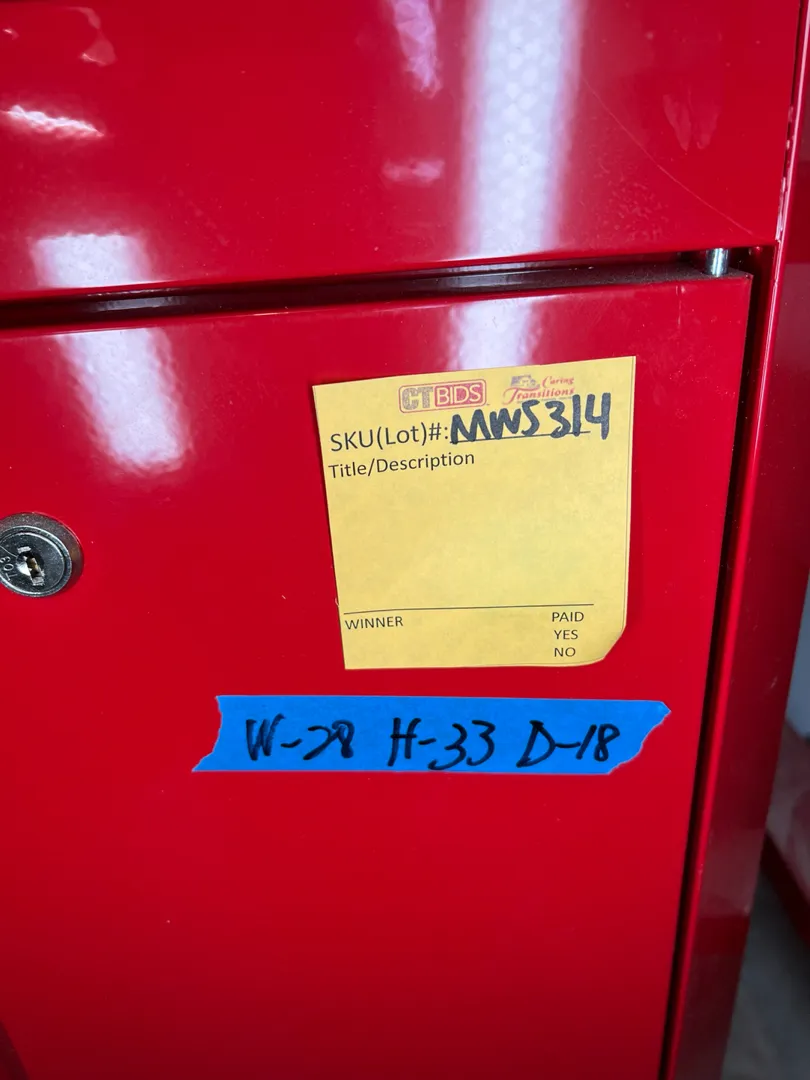 CTBIDS Caring Transitions
SKU(Lot)#: MWS314
Title/Description
WINNER PAID
YES
NO
W-28 H-33 D-18